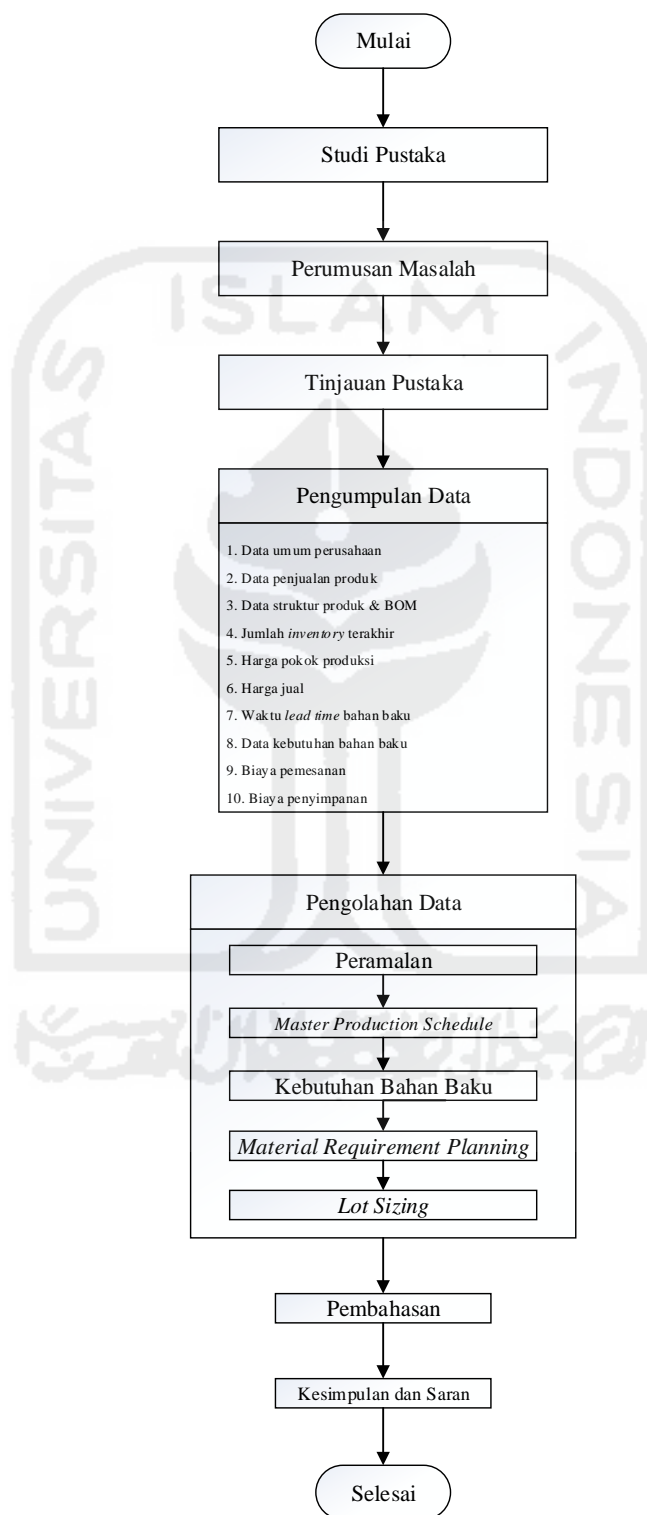 Mulai
Studi Pustaka
Perumusan Masalah
Tinjauan Pustaka
Pengumpulan Data
1. Data umum perusahaan
2. Data penjualan produk
3. Data struktur produk & BOM
4. Jumlah inventory terakhir
5. Harga pokok produksi
6. Harga jual
7. Waktu lead time bahan baku
8. Data kebutuhan bahan baku
9. Biaya pemesanan
10. Biaya penyimpanan
Pengolahan Data
Peramalan
Master Production Schedule
Kebutuhan Bahan Baku
Material Requirement Planning
Lot Sizing
Pembahasan
Kesimpulan dan Saran
Selesai
UNIVERSITAS
ISLAM
INDONESIA